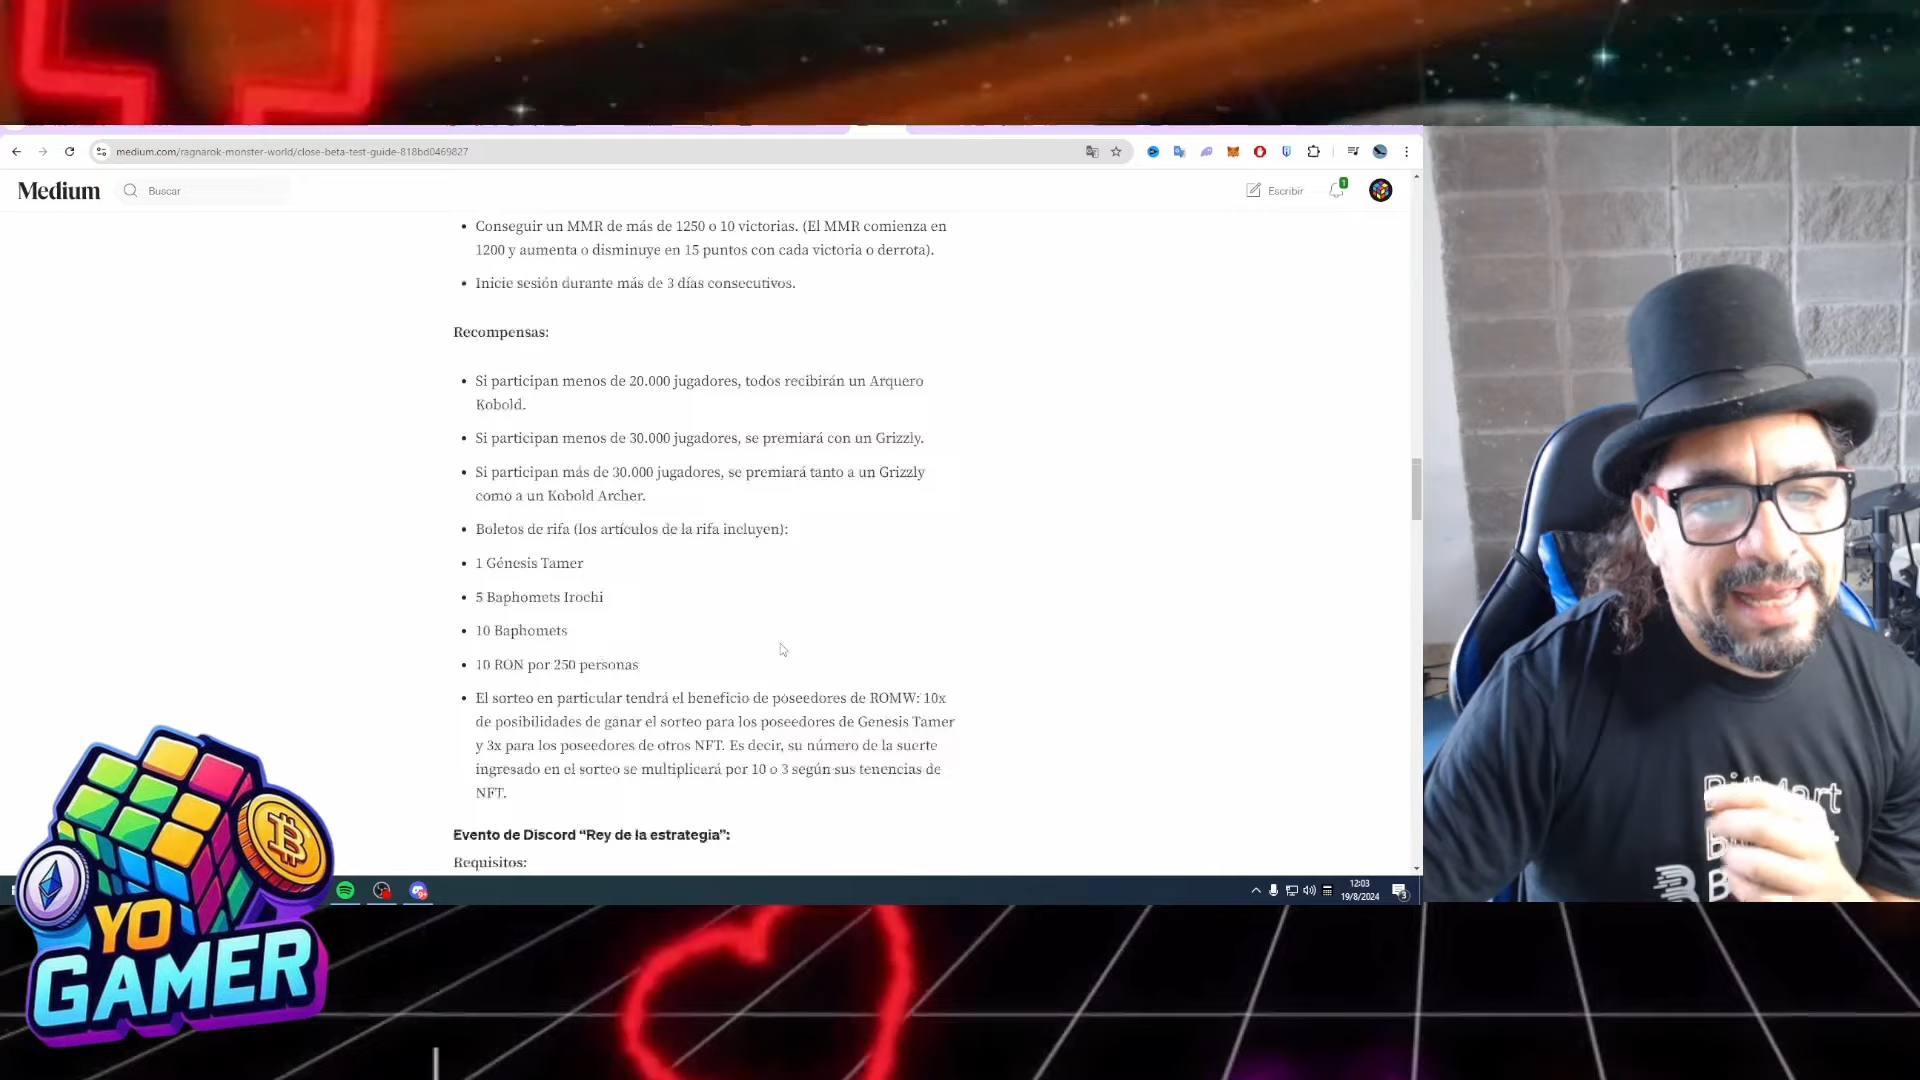 medium.com/ragnarok-monster-world/close-beta-test-guide-818bd0469827
Medium
Buscar
Escribir
1
Conseguir un MMR de más de 1250 o 10 victorias. (El MMR comienza en
1200 y aumenta o disminuye en 15 puntos con cada victoria o derrota).
Inicie sesión durante más de 3 días consecutivos.
Recompensas:
Si participan menos de 20.000 jugadores, todos recibirán un Arquero
Kobold.
Si participan menos de 30.000 jugadores, se premiará con un Grizzly.
Si participan más de 30.000 jugadores, se premiará tanto a un Grizzly
como a un Kobold Archer.
Boletos de rifa (los artículos de la rifa incluyen):
1 Génesis Tamer
5 Baphomets Irochi
10 Baphomets
10 RON por 250 personas
El sorteo en particular tendrá el beneficio de poseedores de ROMW: 10x
de posibilidades de ganar el sorteo para los poseedores de Genesis Tamer
y 3x para los poseedores de otros NFT. Es decir, su número de la suerte
ingresado en el sorteo se multiplicará por 10 o 3 según sus tenencias de
NFT.
Evento de Discord “Rey de la estrategia”:
Requisitos:
12:03
19/8/2024
3
YO
GAMER
BitMart